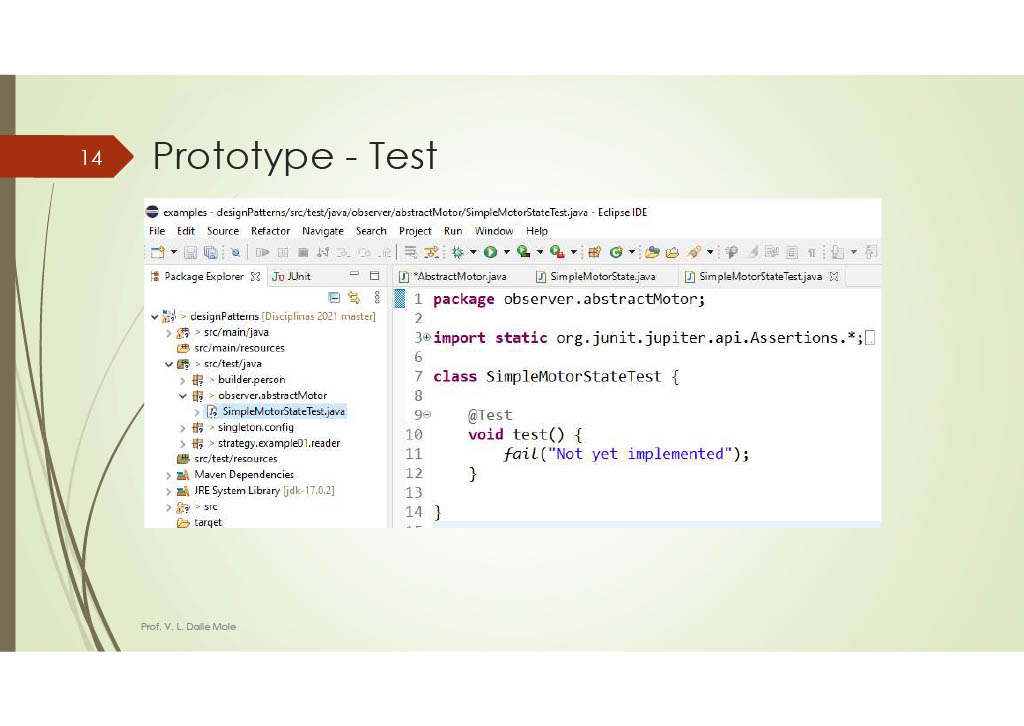 14
Prototype - Test
examples - designPatterns/src/test/java/observer/abstractMotor/SimpleMotorStateTest.java - Eclipse IDE
File Edit Source Refactor Navigate Search Project Run Window Help
Package Explorer JUnit
*AbstractMotor.java SimpleMotorState.java SimpleMotorStateTest.java
> designPatterns [Disciplinas 2021 master]
> src/main/java
src/main/resources
> src/test/java
> builder.person
> observer.abstractMotor
SimpleMotorStateTest.java
> singleton.config
> strategy.example01.reader
src/test/resources
Maven Dependencies
JRE System Library [jdk-17.0.2]
> src
target
1 package observer.abstractMotor;
2
3 import static org.junit.jupiter.api.Assertions.*;
6
7 class SimpleMotorStateTest {
8
9 @Test
10 void test() {
11 fail("Not yet implemented");
12 }
13
14 }
Prof. V. L. Dalle Mole